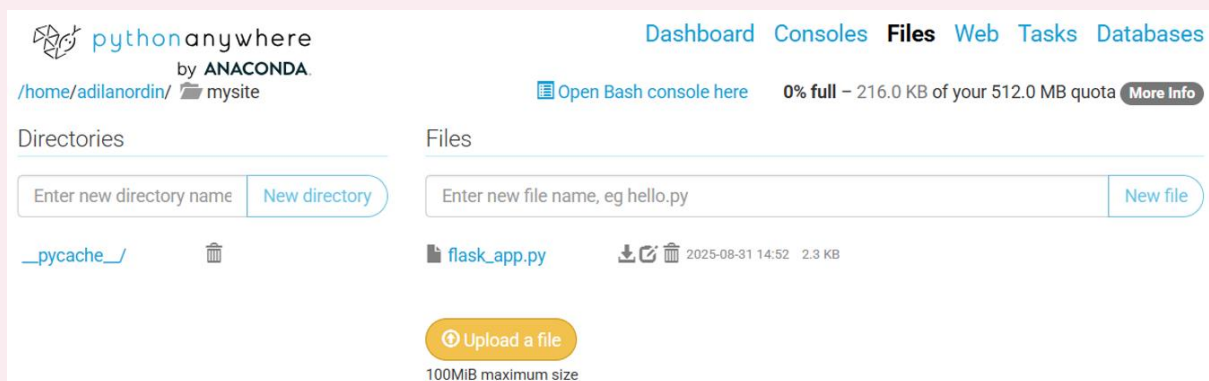 pythonanywhere
by ANACONDA.
Dashboard Consoles Files Web Tasks Databases
/home/adilanordin/ mysite
Open Bash console here 0% full – 216.0 KB of your 512.0 MB quota More Info
Directories
Enter new directory name New directory
__pycache__/
Files
Enter new file name, eg hello.py New file
flask_app.py 2025-08-31 14:52 2.3 KB
Upload a file
100MiB maximum size